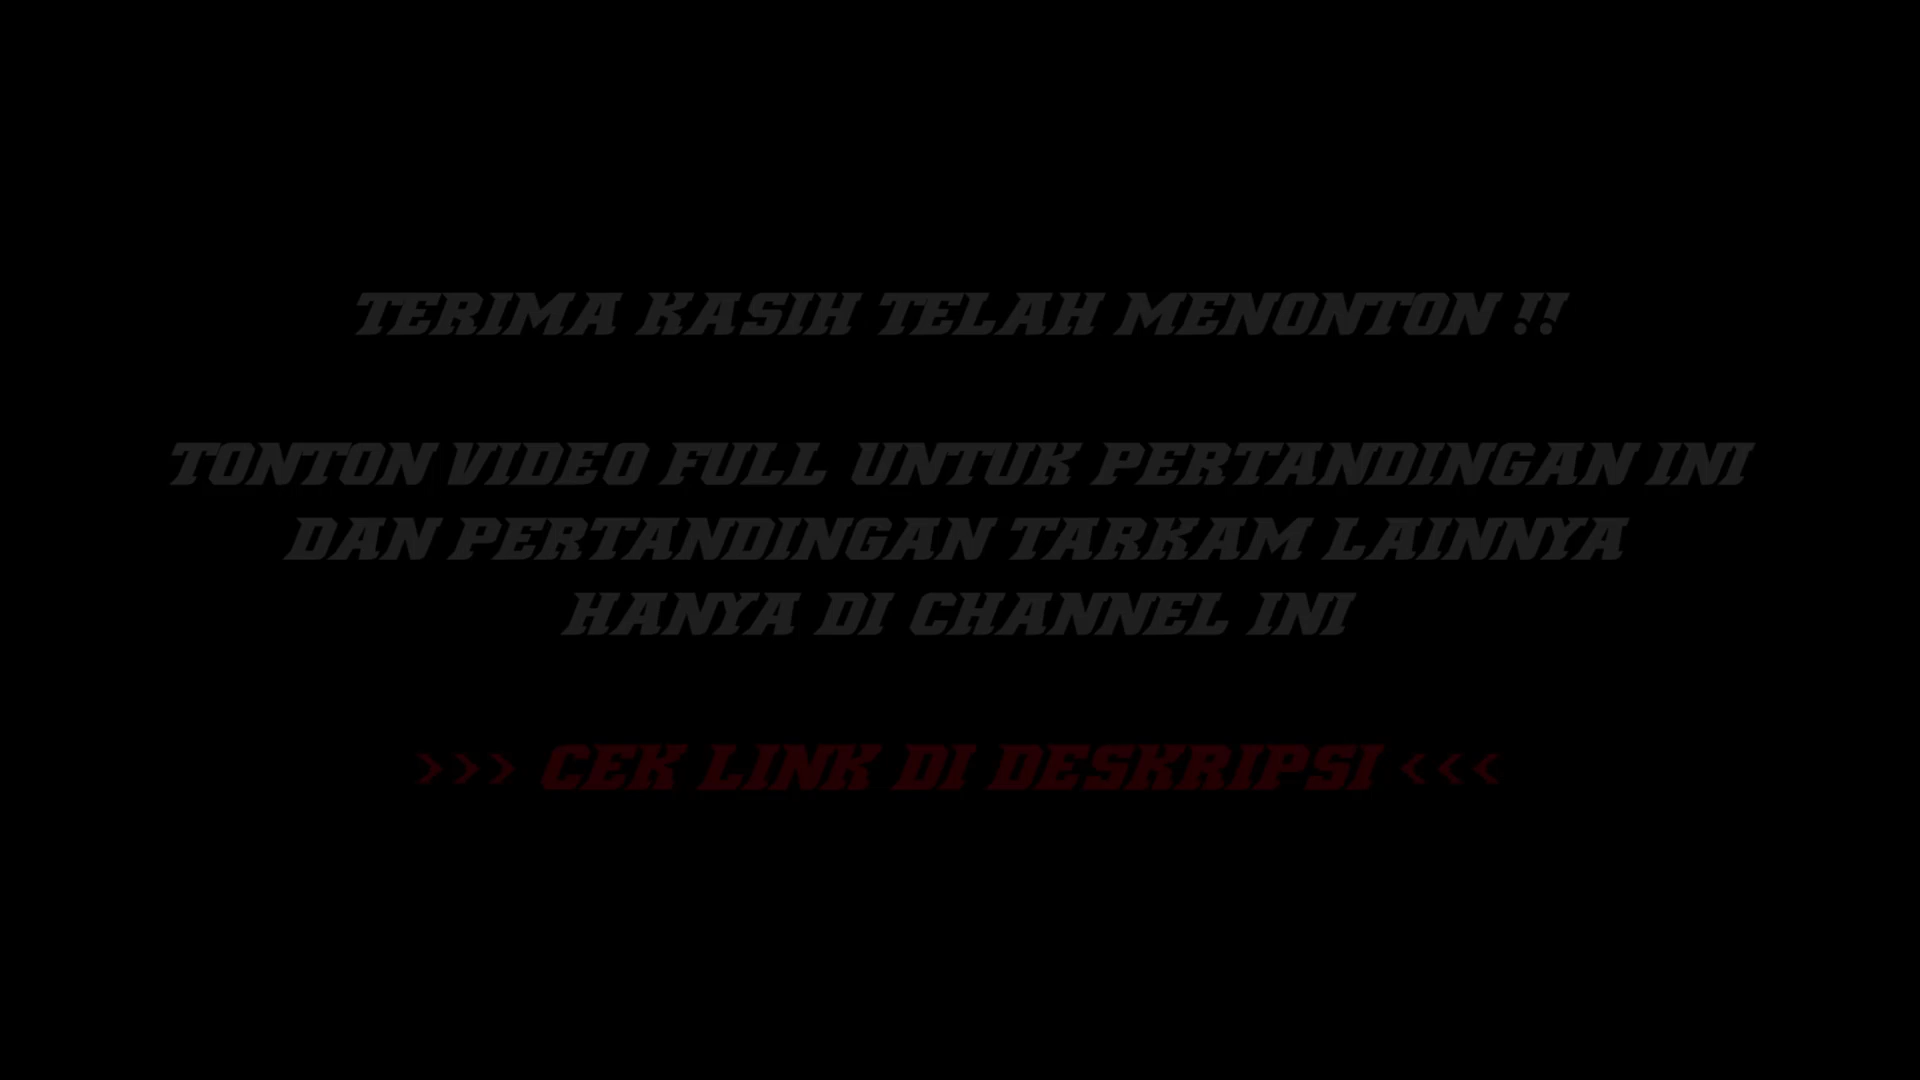 TERIMA KASIH TELAH MENONTON !!
TONTON VIDEO FULL UNTUK PERTANDINGAN INI
DAN PERTANDINGAN TARKAM LAINNYA
HANYA DI CHANNEL INI
>>> CEK LINK DI DESKRIPSI <<<